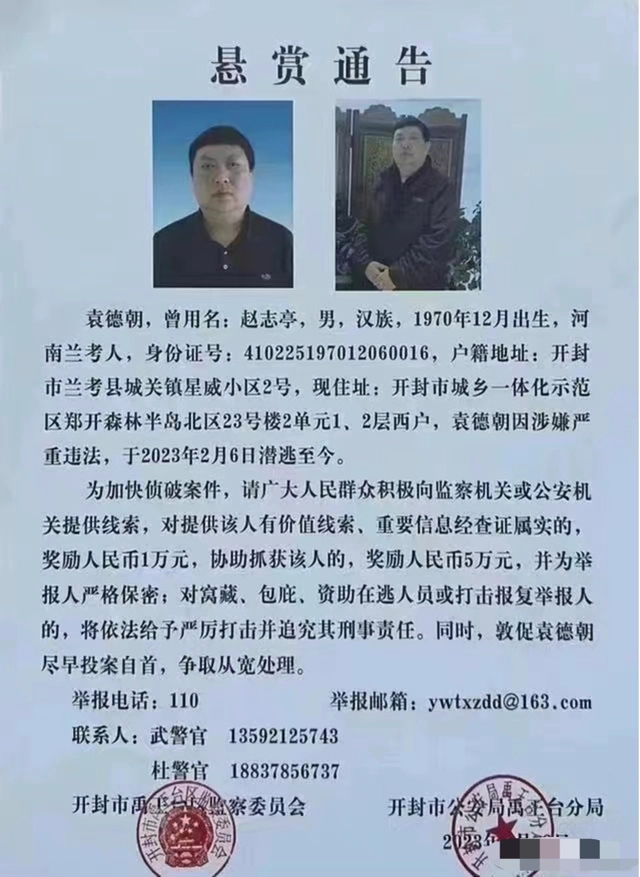 悬赏通告
袁德朝，曾用名：赵志亭，男，汉族，1970年12月出生，河
南兰考人，身份证号：410225197012060016，户籍地址：开封
市兰考县城关镇星威小区2号，现住址：开封市城乡一体化示范
区郑开森林半岛北区23号楼2单元1、2层西户，袁德朝因涉嫌严
重违法，于2023年2月6日潜逃至今。
为加快侦破案件，请广大人民群众积极向监察机关或公安机
关提供线索，对提供该人有价值线索、重要信息经查证属实的，
奖励人民币1万元，协助抓获该人的，奖励人民币5万元，并为举
报人严格保密；对窝藏、包庇、资助在逃人员或打击报复举报人
的，将依法给予严厉打击并追究其刑事责任。同时，敦促袁德朝
尽早投案自首，争取从宽处理。
举报电话：110 举报邮箱：ywtxzdd@163.com
联系人：武警官 13592125743
杜警官 18837856737
开封市禹王台区监察委员会 开封市公安局禹王台分局
2023年